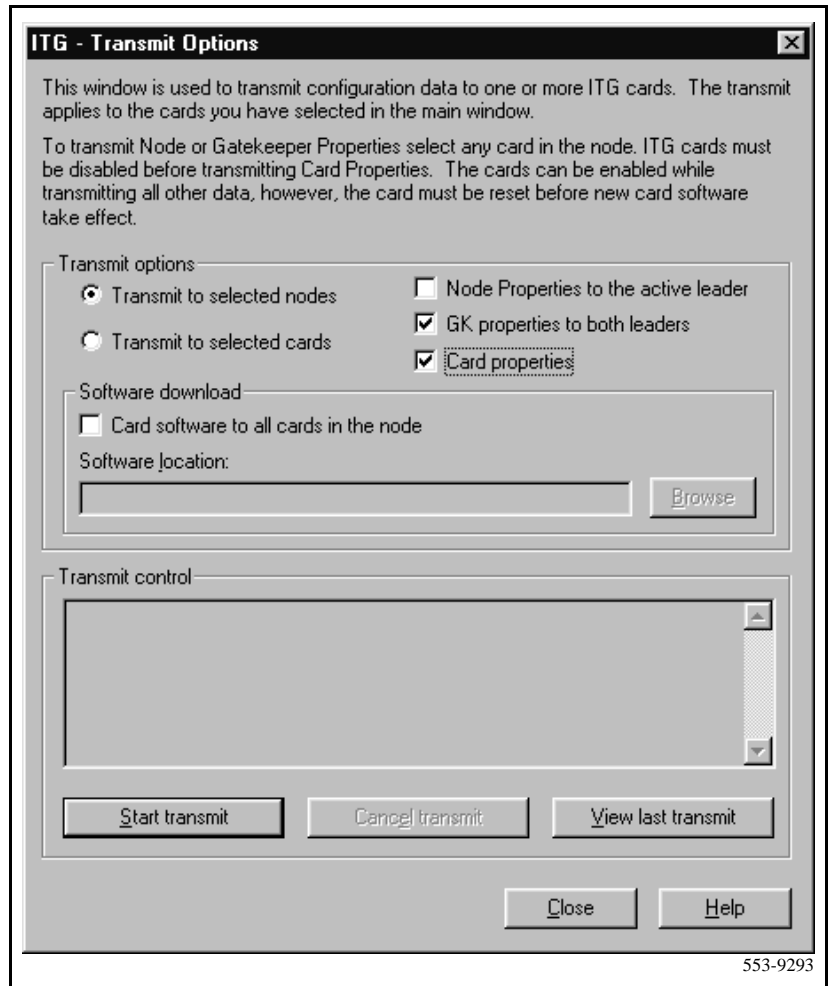 ITG - Transmit Options
This window is used to transmit configuration data to one or more ITG cards.  The transmit
applies to the cards you have selected in the main window.
To transmit Node or Gatekeeper Properties select any card in the node. ITG cards must
be disabled before transmitting Card Properties.  The cards can be enabled while
transmitting all other data, however, the card must be reset before new card software
take effect.
Transmit options
Transmit to selected nodes
Node Properties to the active leader
GK properties to both leaders
Transmit to selected cards
Card properties
Software download
Card software to all cards in the node
Software location:
Browse
Transmit control
Start transmit
Cancel transmit
View last transmit
Close
Help
553-9293